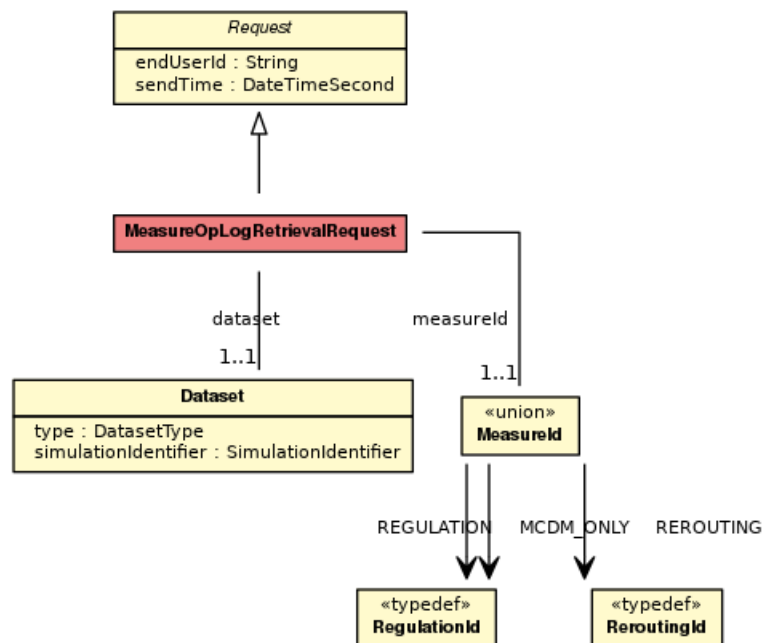 Request
endUserId : String
sendTime : DateTimeSecond
MeasureOpLogRetrievalRequest
dataset
measureId
1..1
1..1
Dataset
type : DatasetType
simulationIdentifier : SimulationIdentifier
«union»
MeasureId
REGULATION
MCDM_ONLY
REROUTING
«typedef»
RegulationId
«typedef»
ReroutingId